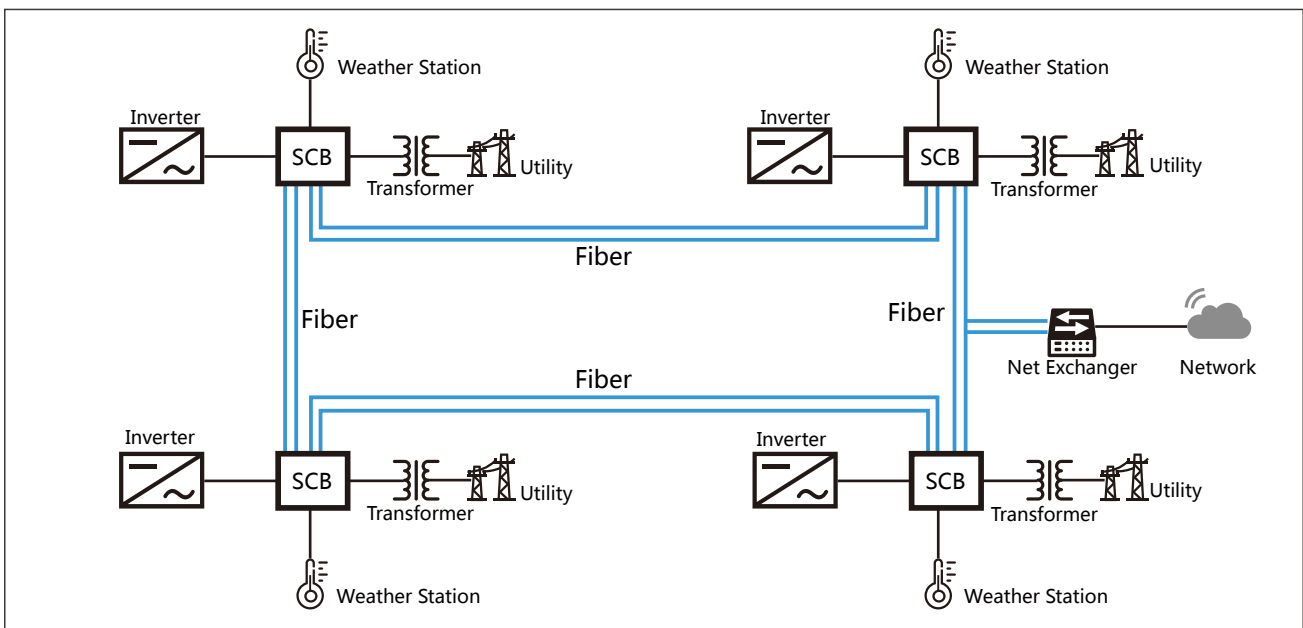 Weather Station
Weather Station
Inverter
Inverter
SCB
SCB
Utility
Utility
Transformer
Transformer
Fiber
Fiber
Fiber
Net Exchanger
Network
Fiber
Inverter
Inverter
SCB
SCB
Utility
Utility
Transformer
Transformer
Weather Station
Weather Station